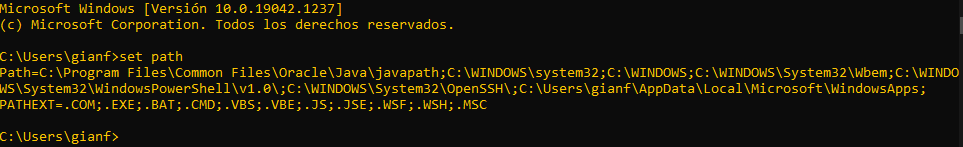 Microsoft Windows [Versión 10.0.19042.1237]
(c) Microsoft Corporation. Todos los derechos reservados.
C:\Users\gianf>set path
Path=C:\Program Files\Common Files\Oracle\Java\javapath;C:\WINDOWS\system32;C:\WINDOWS;C:\WINDOWS\System32\Wbem;C:\WINDO
WS\System32\WindowsPowerShell\v1.0\;C:\WINDOWS\System32\OpenSSH\;C:\Users\gianf\AppData\Local\Microsoft\WindowsApps;
PATHEXT=.COM;.EXE;.BAT;.CMD;.VBS;.VBE;.JS;.JSE;.WSF;.WSH;.MSC
C:\Users\gianf>